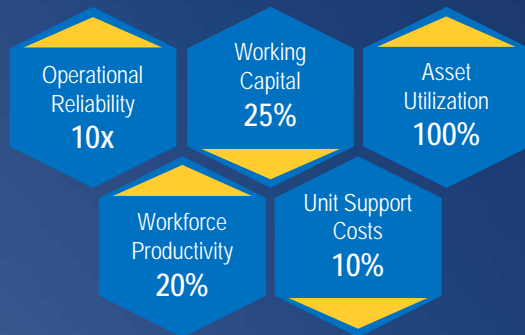 Operational
Reliability
10x
Working
Capital
25%
Asset
Utilization
100%
Workforce
Productivity
20%
Unit Support
Costs
10%